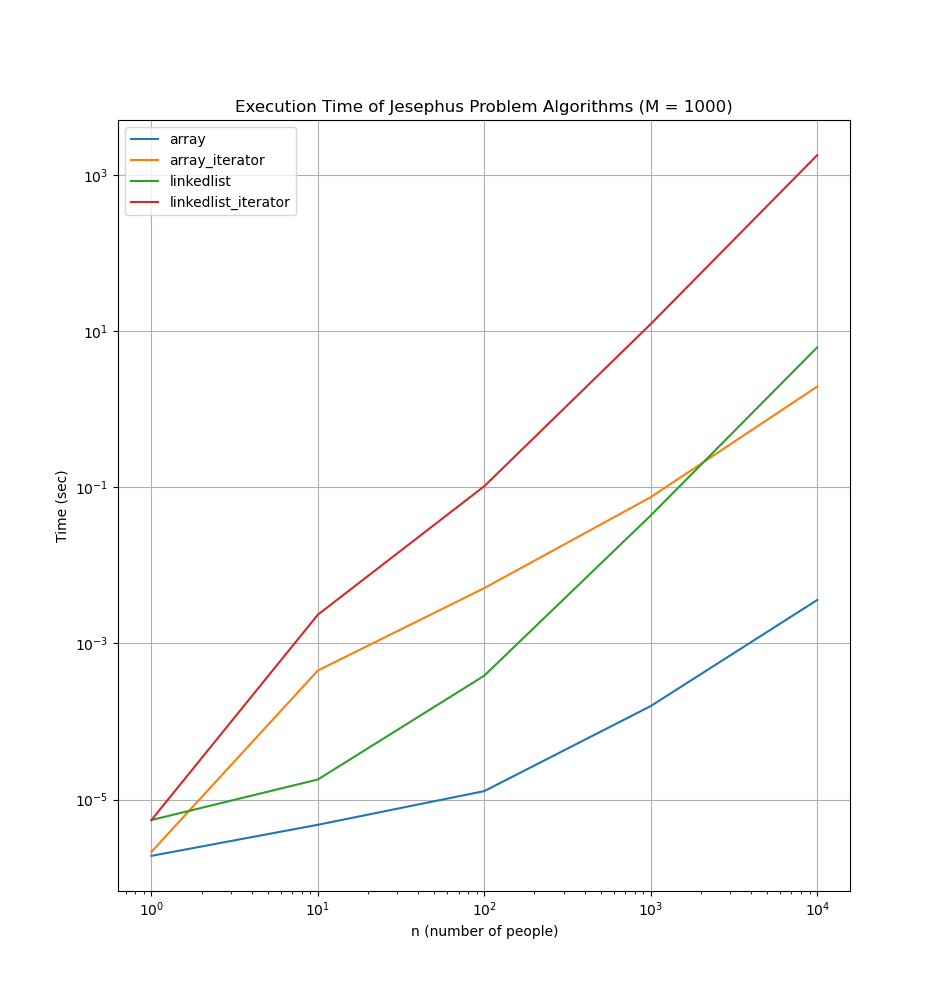 Execution Time of Jesephus Problem Algorithms (M = 1000)
array
array_iterator
linkedlist
linkedlist_iterator
10³
10¹
10⁻¹
10⁻³
10⁻⁵
Time (sec)
10⁰ 10¹ 10² 10³ 10⁴
n (number of people)